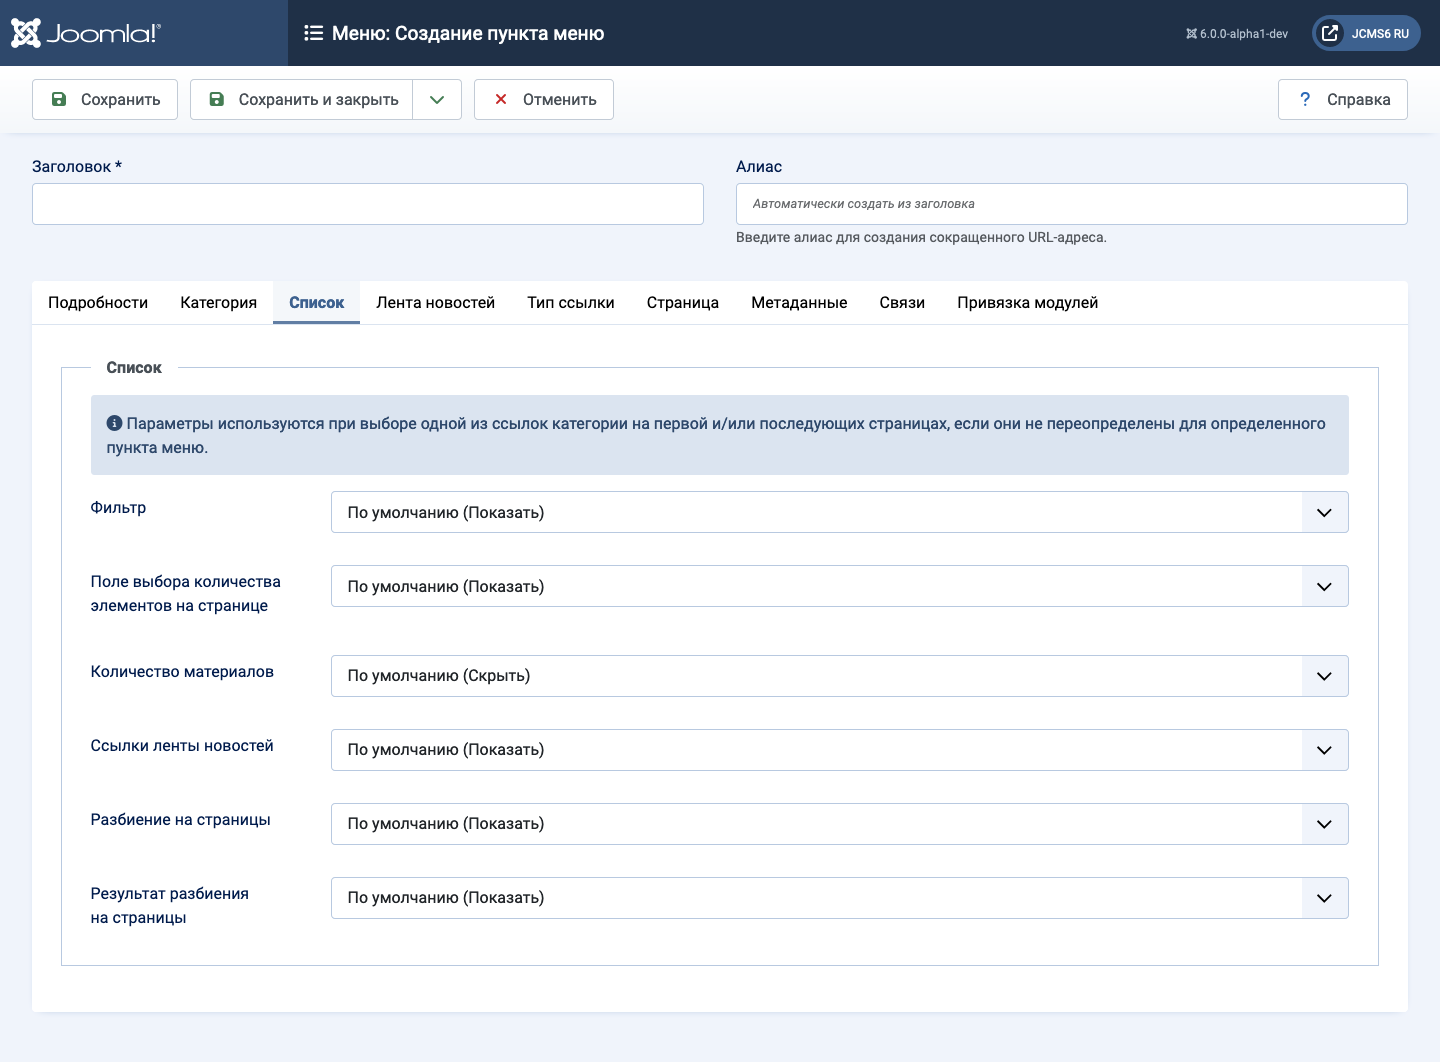 Joomla!®
Меню: Создание пункта меню
6.0.0-alpha1-dev
JCMS6 RU
Сохранить
Сохранить и закрыть
Отменить
? Справка
Заголовок *
Алиас
Автоматически создать из заголовка
Введите алиас для создания сокращенного URL-адреса.
Подробности Категория Список Лента новостей Тип ссылки Страница Метаданные Связи Привязка модулей
Список
Параметры используются при выборе одной из ссылок категории на первой и/или последующих страницах, если они не переопределены для определенного
пункта меню.
Фильтр
По умолчанию (Показать)
Поле выбора количества
элементов на странице
По умолчанию (Показать)
Количество материалов
По умолчанию (Скрыть)
Ссылки ленты новостей
По умолчанию (Показать)
Разбиение на страницы
По умолчанию (Показать)
Результат разбиения
на страницы
По умолчанию (Показать)